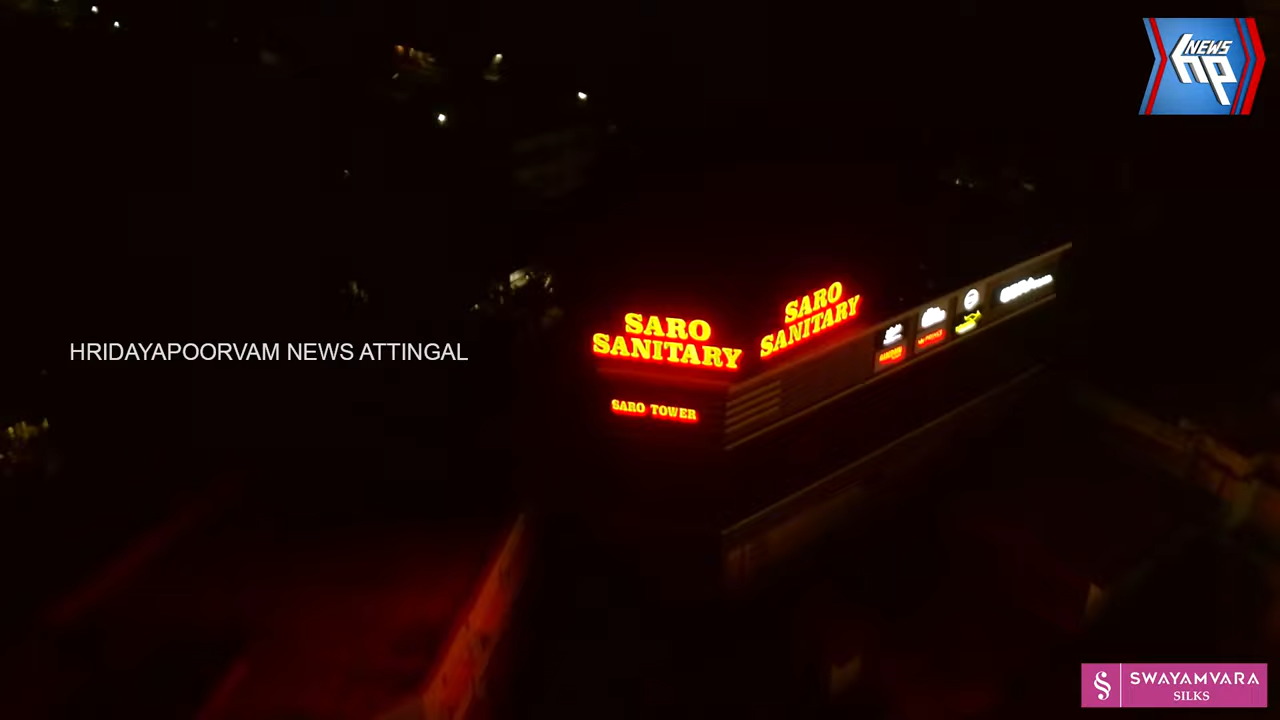 NEWS
HP
HRIDAYAPOORVAM NEWS ATTINGAL
SARO
SANITARY
SARO
SANITARY
SARO TOWER
SWAYAMVARA
SILKS